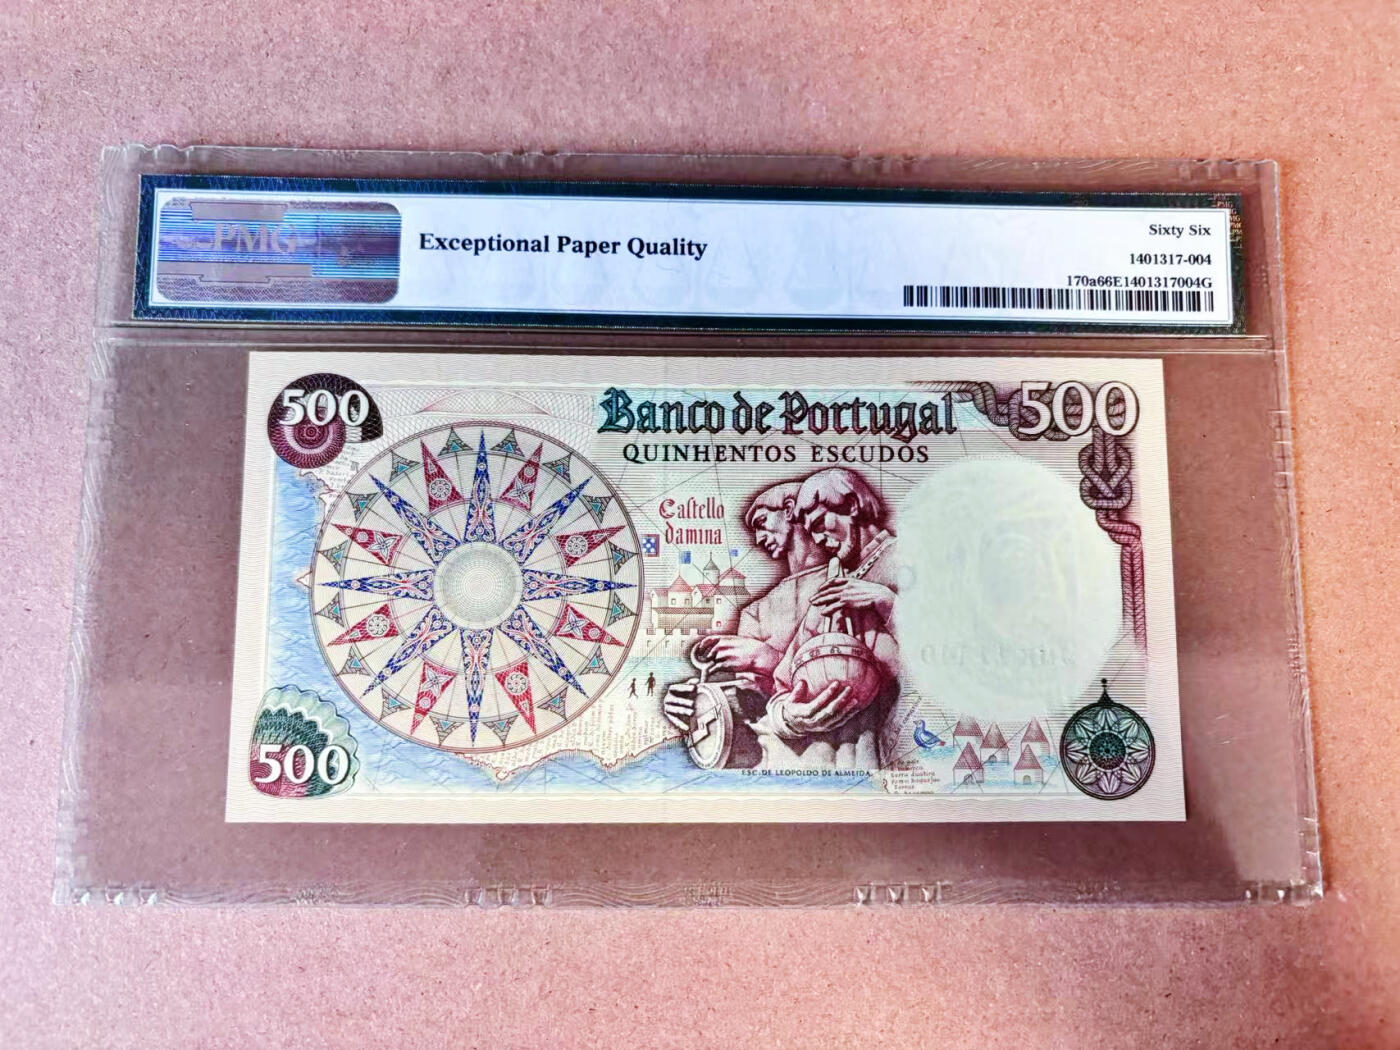 PMG
Exceptional Paper Quality
Sixty Six
1401317-004
170a66E1401317004G
500
Banco de Portugal
500
QUINHENTOS ESCUDOS
Castello
damina
500
ESC. DE LEOPOLDO DE ALMEIDA.